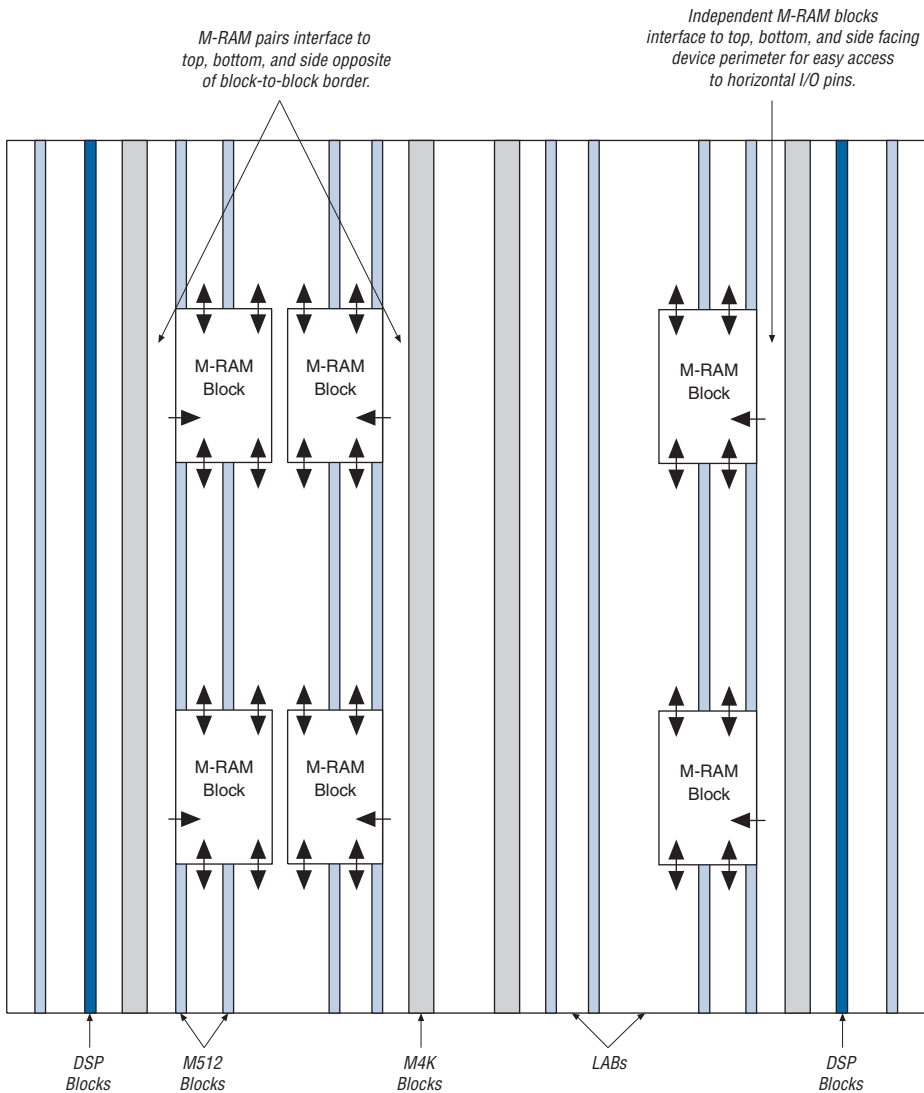 M-RAM pairs interface to
top, bottom, and side opposite
of block-to-block border.
Independent M-RAM blocks
interface to top, bottom, and side facing
device perimeter for easy access
to horizontal I/O pins.
M-RAM
Block
M-RAM
Block
M-RAM
Block
M-RAM
Block
M-RAM
Block
M-RAM
Block
DSP
Blocks
M512
Blocks
M4K
Blocks
LABs
DSP
Blocks